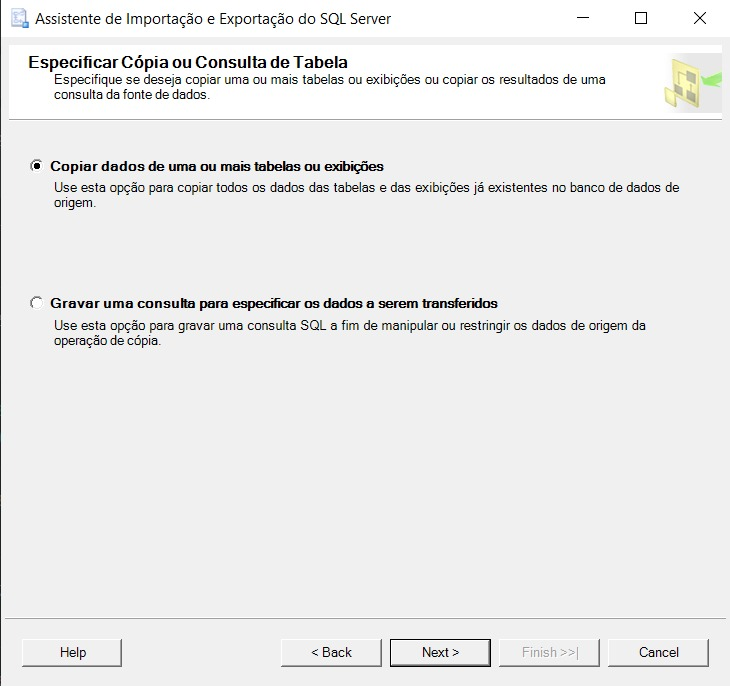 Assistente de Importação e Exportação do SQL Server
Especificar Cópia ou Consulta de Tabela
Especifique se deseja copiar uma ou mais tabelas ou exibições ou copiar os resultados de uma
consulta da fonte de dados.
Copiar dados de uma ou mais tabelas ou exibições
Use esta opção para copiar todos os dados das tabelas e das exibições já existentes no banco de dados de
origem.
Gravar uma consulta para especificar os dados a serem transferidos
Use esta opção para gravar uma consulta SQL a fim de manipular ou restringir os dados de origem da
operação de cópia.
Help
< Back
Next >
Finish >>|
Cancel